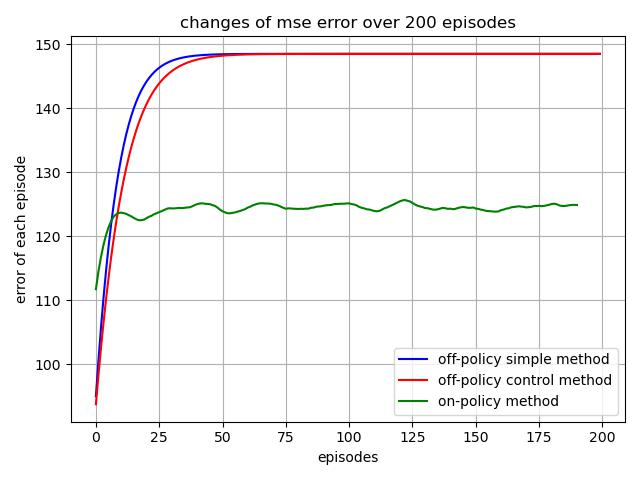 changes of mse error over 200 episodes
error of each episode
150
140
130
120
110
100
0 25 50 75 100 125 150 175 200
episodes
off-policy simple method
off-policy control method
on-policy method